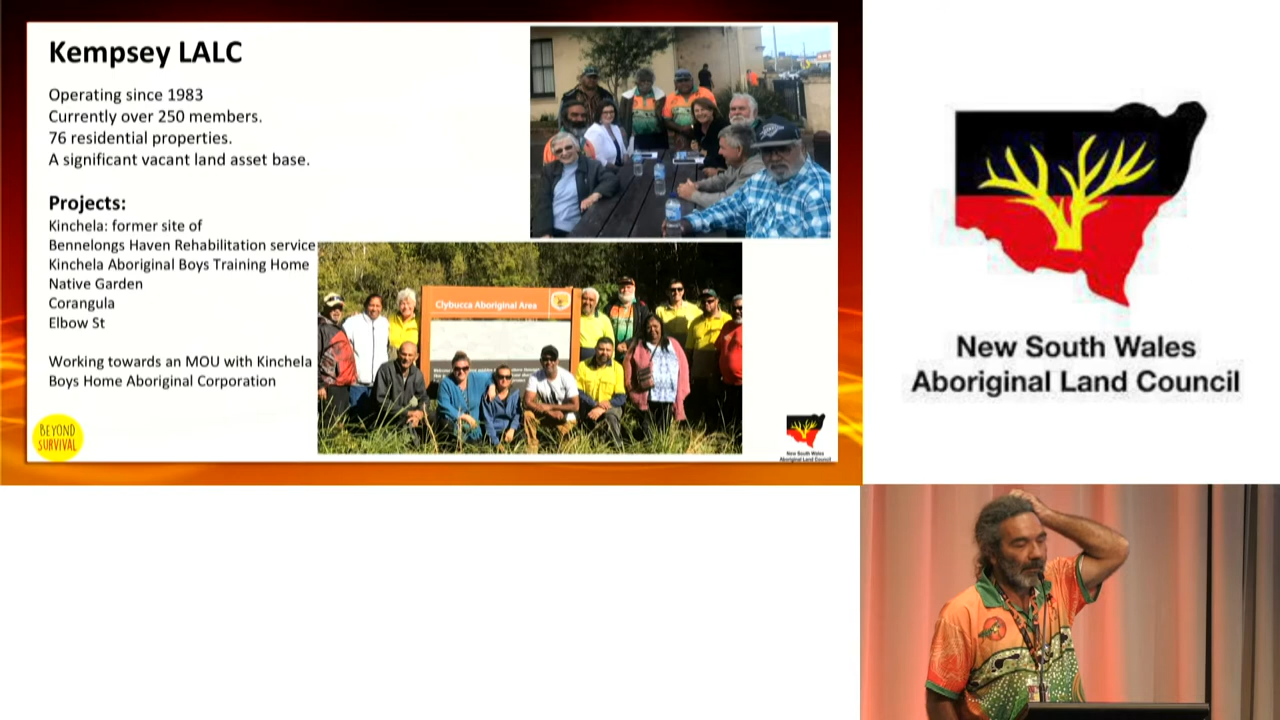 Kempsey LALC
Operating since 1983
Currently over 250 members.
76 residential properties.
A significant vacant land asset base.
Projects:
Kinchela: former site of
Bennelongs Haven Rehabilitation service
Kinchela Aboriginal Boys Training Home
Native Garden
Corangula
Elbow St
Working towards an MOU with Kinchela
Boys Home Aboriginal Corporation
BEYOND
SURVIVAL
Clybucca Aboriginal Area
New South Wales
Aboriginal Land Council
New South Wales
Aboriginal Land Council